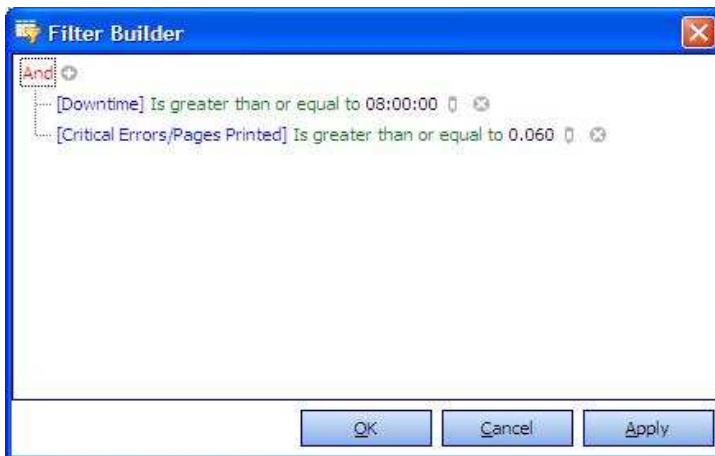 Filter Builder
And
[Downtime] Is greater than or equal to 08:00:00
[Critical Errors/Pages Printed] Is greater than or equal to 0.060
OK Cancel Apply